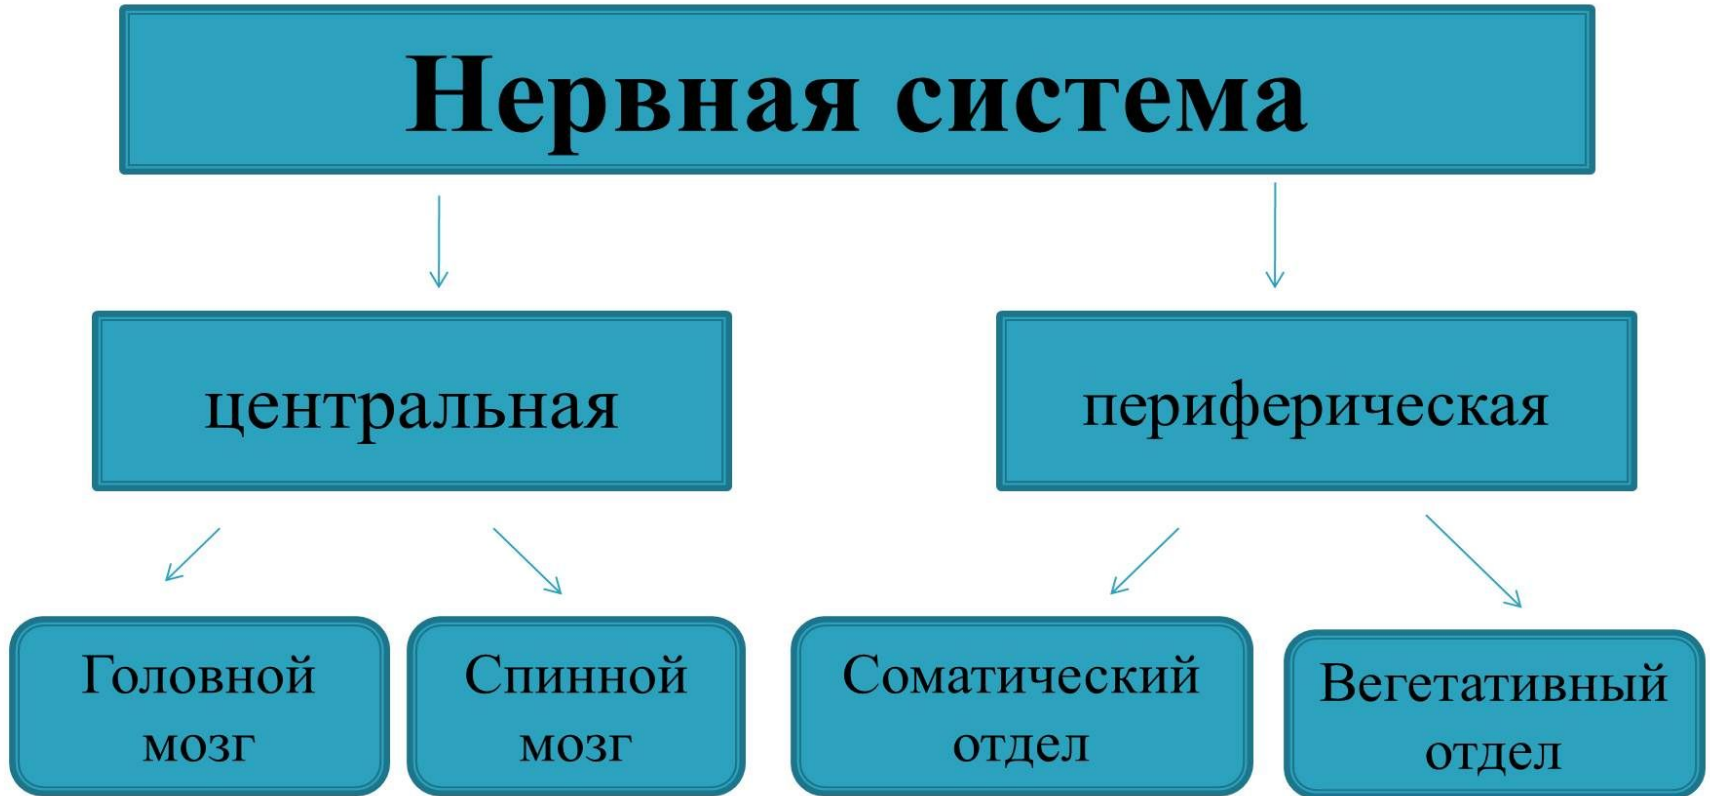 Нервная система
центральная
периферическая
Головной
мозг
Спинной
мозг
Соматический
отдел
Вегетативный
отдел